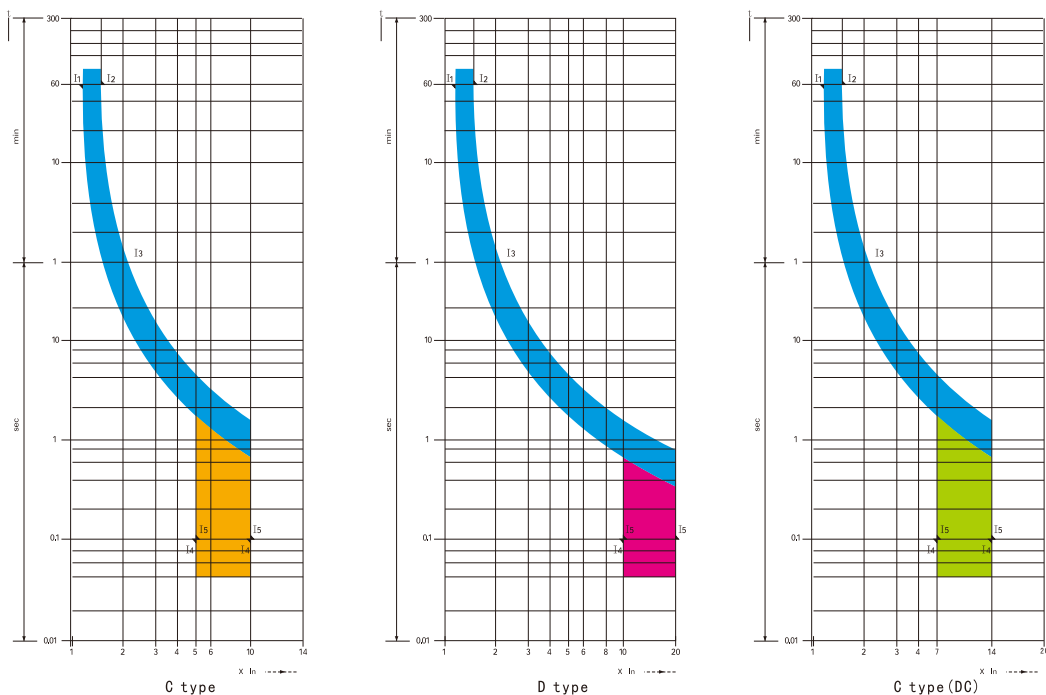 t
300
I1 I2
60
min
10
I3
1
10
sec
1
I5 I5
0.1
I4 I4
0.01
1 2 3 4 5 6 10 14
X In
C type
t
300
I1 I2
60
min
10
I3
1
10
sec
1
I5 I5
0.1
I4
0.01
1 2 3 4 5 6 8 10 20
X In
D type
t
300
I1 I2
60
min
10
I3
1
10
sec
1
I5 I5
0.1
I4 I4
0.01
1 2 3 4 7 14 20
X In
C type(DC)